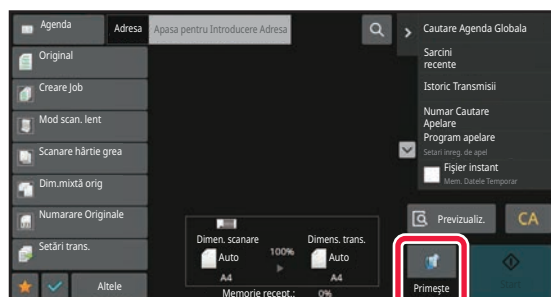 Agenda
Adresa
Apasa pentru Introducere Adresa
Cautare Agenda Globala
Original
Sarcini
recente
Creare Job
Istoric Transmisii
Mod scan. lent
Numar Cautare
Apelare
Program apelare
Setari inreg. de apel
Scanare hârtie grea
Fișier instant
Mem. Datele Temporar
Dim.mixtă orig
Numarare Originale
Previzualiz.
CA
Setări trans.
Dimen. scanare
100%
Dimens. trans.
Auto
Auto
A4
A4
Altele
Memorie recept.:
0%
Primește
Start